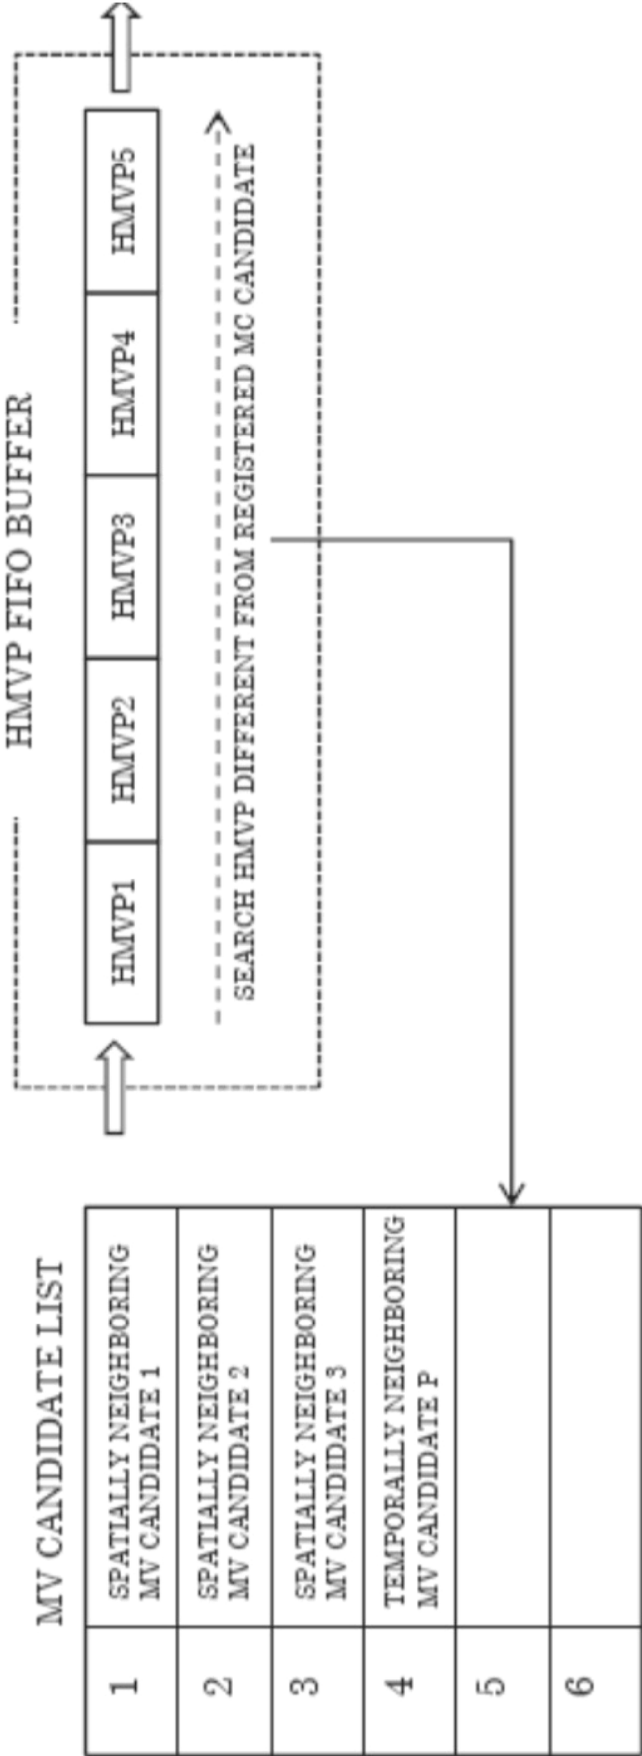 MV CANDIDATE LIST
1
SPATIALLY NEIGHBORING
MV CANDIDATE 1
2
SPATIALLY NEIGHBORING
MV CANDIDATE 2
3
SPATIALLY NEIGHBORING
MV CANDIDATE 3
4
TEMPORALLY NEIGHBORING
MV CANDIDATE P
5
6
HMVP FIFO BUFFER
HMVP1
HMVP2
HMVP3
HMVP4
HMVP5
SEARCH HMVP DIFFERENT FROM REGISTERED MC CANDIDATE